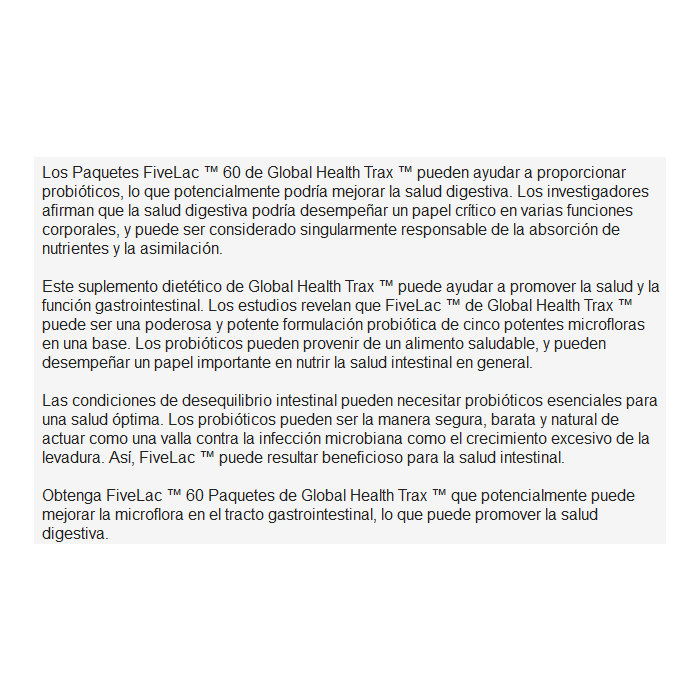 Los Paquetes FiveLac ™ 60 de Global Health Trax ™ pueden ayudar a proporcionar
probióticos, lo que potencialmente podría mejorar la salud digestiva. Los investigadores
afirman que la salud digestiva podría desempeñar un papel crítico en varias funciones
corporales, y puede ser considerado singularmente responsable de la absorción de
nutrientes y la asimilación.
Este suplemento dietético de Global Health Trax ™ puede ayudar a promover la salud y la
función gastrointestinal. Los estudios revelan que FiveLac ™ de Global Health Trax ™
puede ser una poderosa y potente formulación probiótica de cinco potentes microfloras
en una base. Los probióticos pueden provenir de un alimento saludable, y pueden
desempeñar un papel importante en nutrir la salud intestinal en general.
Las condiciones de desequilibrio intestinal pueden necesitar probióticos esenciales para
una salud óptima. Los probióticos pueden ser la manera segura, barata y natural de
actuar como una valla contra la infección microbiana como el crecimiento excesivo de la
levadura. Así, FiveLac ™ puede resultar beneficioso para la salud intestinal.
Obtenga FiveLac ™ 60 Paquetes de Global Health Trax ™ que potencialmente puede
mejorar la microflora en el tracto gastrointestinal, lo que puede promover la salud
digestiva.